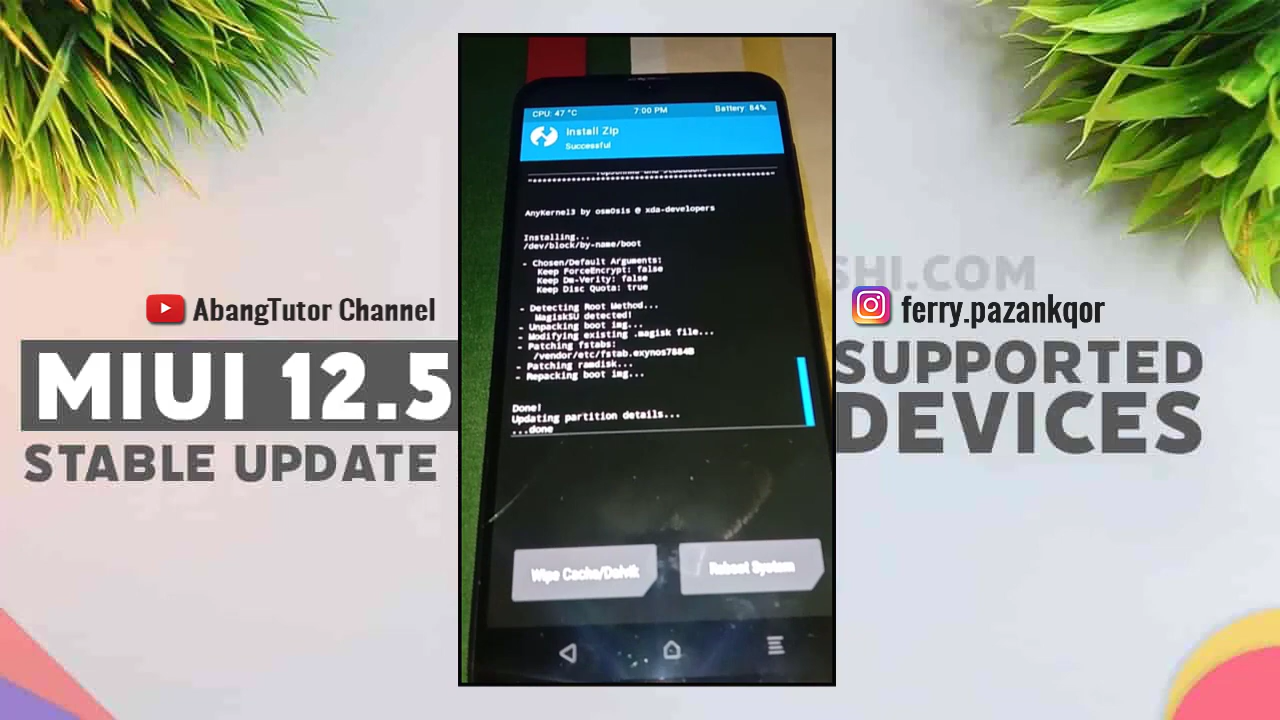 AbangTutor Channel
MIUI 12.5
STABLE UPDATE
CPU: 47 °C
7:00 PM
Battery: 84%
Install Zip
Successful
AnyKernel3 by osm0sis @ xda-developers
Installing...
/dev/block/by-name/boot
- Chosen/Default Arguments:
Keep ForceEncrypt: false
Keep Dm-Verity: false
Keep Disc Quota: true
- Detecting Root Method...
MagiskSU detected!
- Unpacking boot img...
- Modifying existing .magisk file...
- Patching fstabs:
/vendor/etc/fstab.exynos7884B
- Patching ramdisk...
- Repacking boot img...
Done!
Updating partition details...
...done
Wipe Cache/Dalvik
Reboot System
SHI.COM
ferry.pazankqor
SUPPORTED
DEVICES